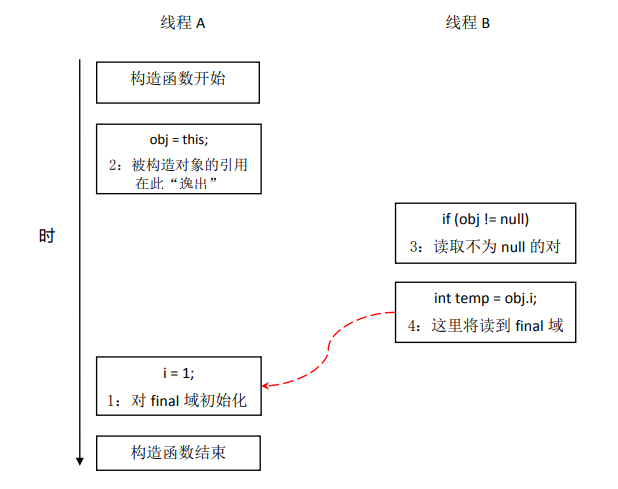 线程 A
线程 B
构造函数开始
obj = this;
2：被构造对象的引用
在此“逸出”
时
if (obj != null)
3：读取不为 null 的对
int temp = obj.i;
4：这里将读到 final 域
i = 1;
1：对 final 域初始化
构造函数结束